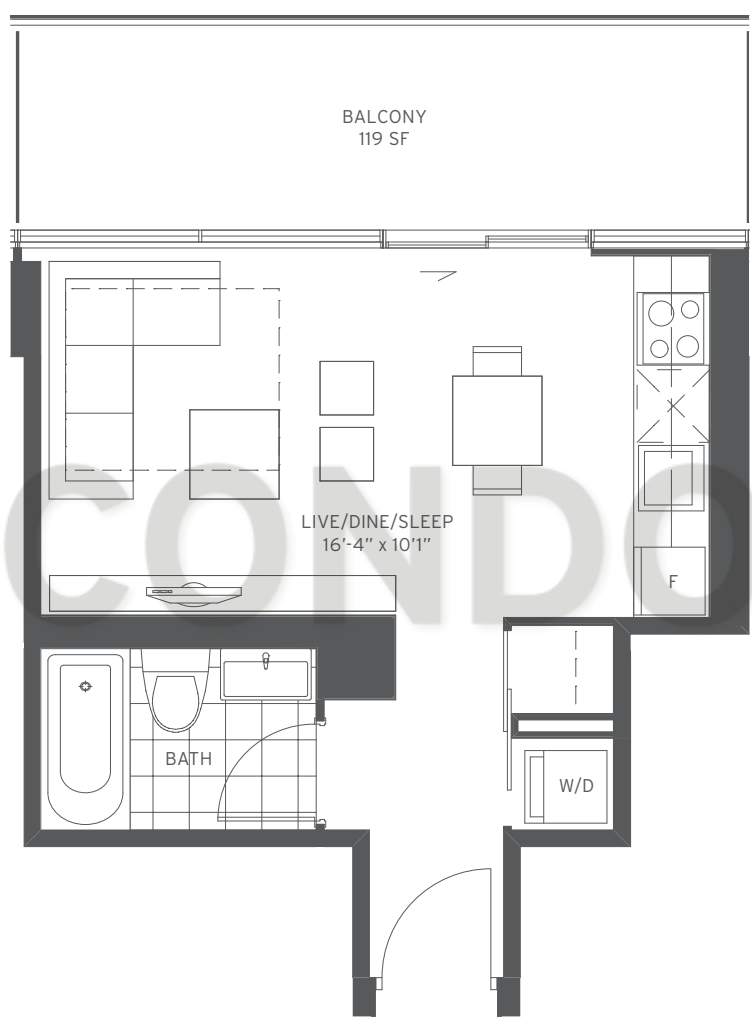 BALCONY
119 SF
CONDO
LIVE/DINE/SLEEP
16'-4" x 10'1"
F
BATH
W/D